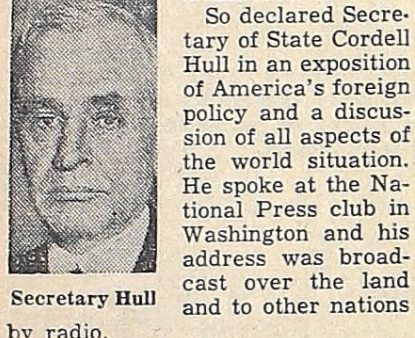 So declared Secre-
tary of State Cordell
Hull in an exposition
of America's foreign
policy and a discus-
sion of all aspects of
the world situation.
He spoke at the Na-
tional Press club in
Washington and his
address was broad-
cast over the land
and to other nations
Secretary Hull
by radio.